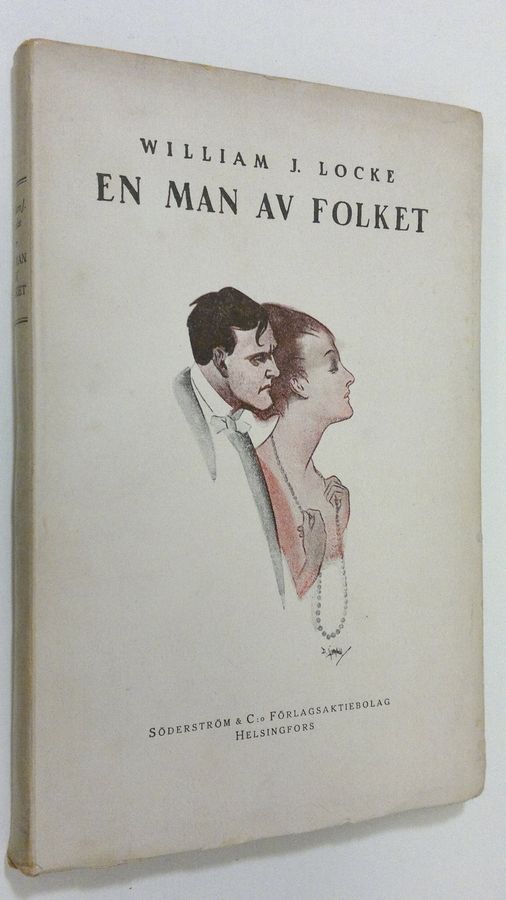 WILLIAM J. LOCKE
EN MAN AV FOLKET
SÖDERSTRÖM & C:o FÖRLAGSAKTIEBOLAG
HELSINGFORS